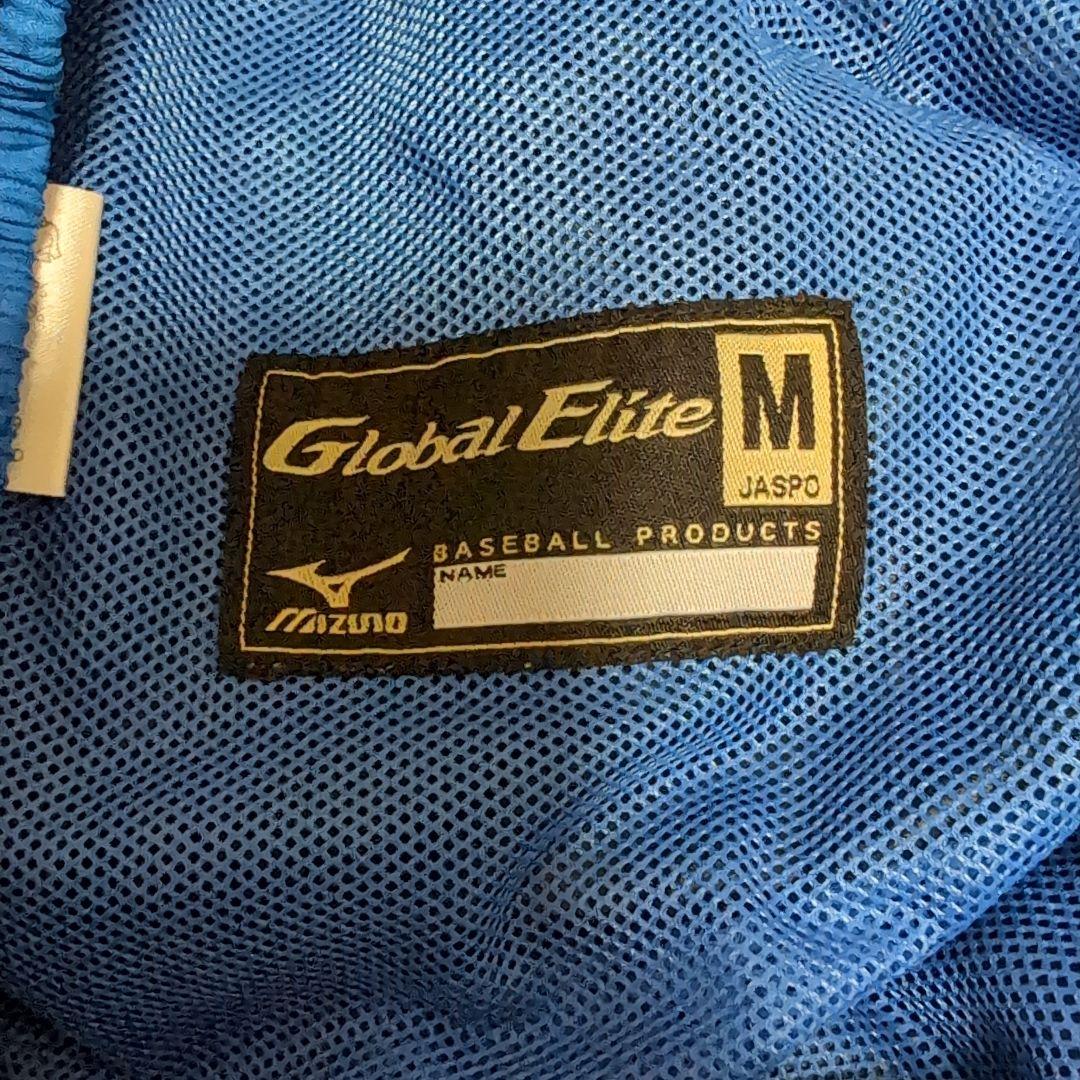 Global Elite
M
JASPO
BASEBALL PRODUCTS
NAME
MIZUNO